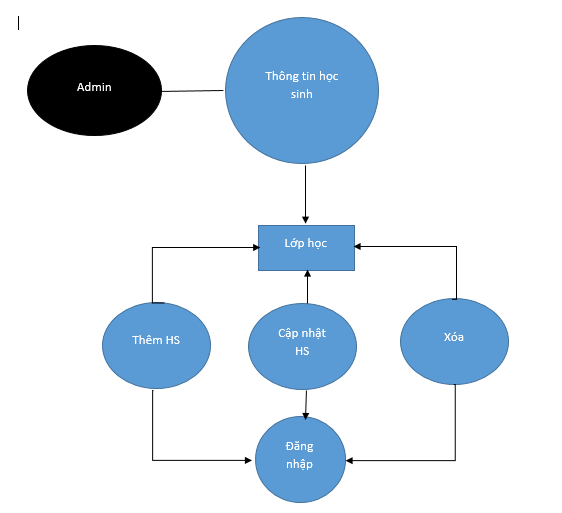 Admin
Thông tin học
sinh
Lớp học
Thêm HS
Cập nhật
HS
Xóa
Đăng
nhập